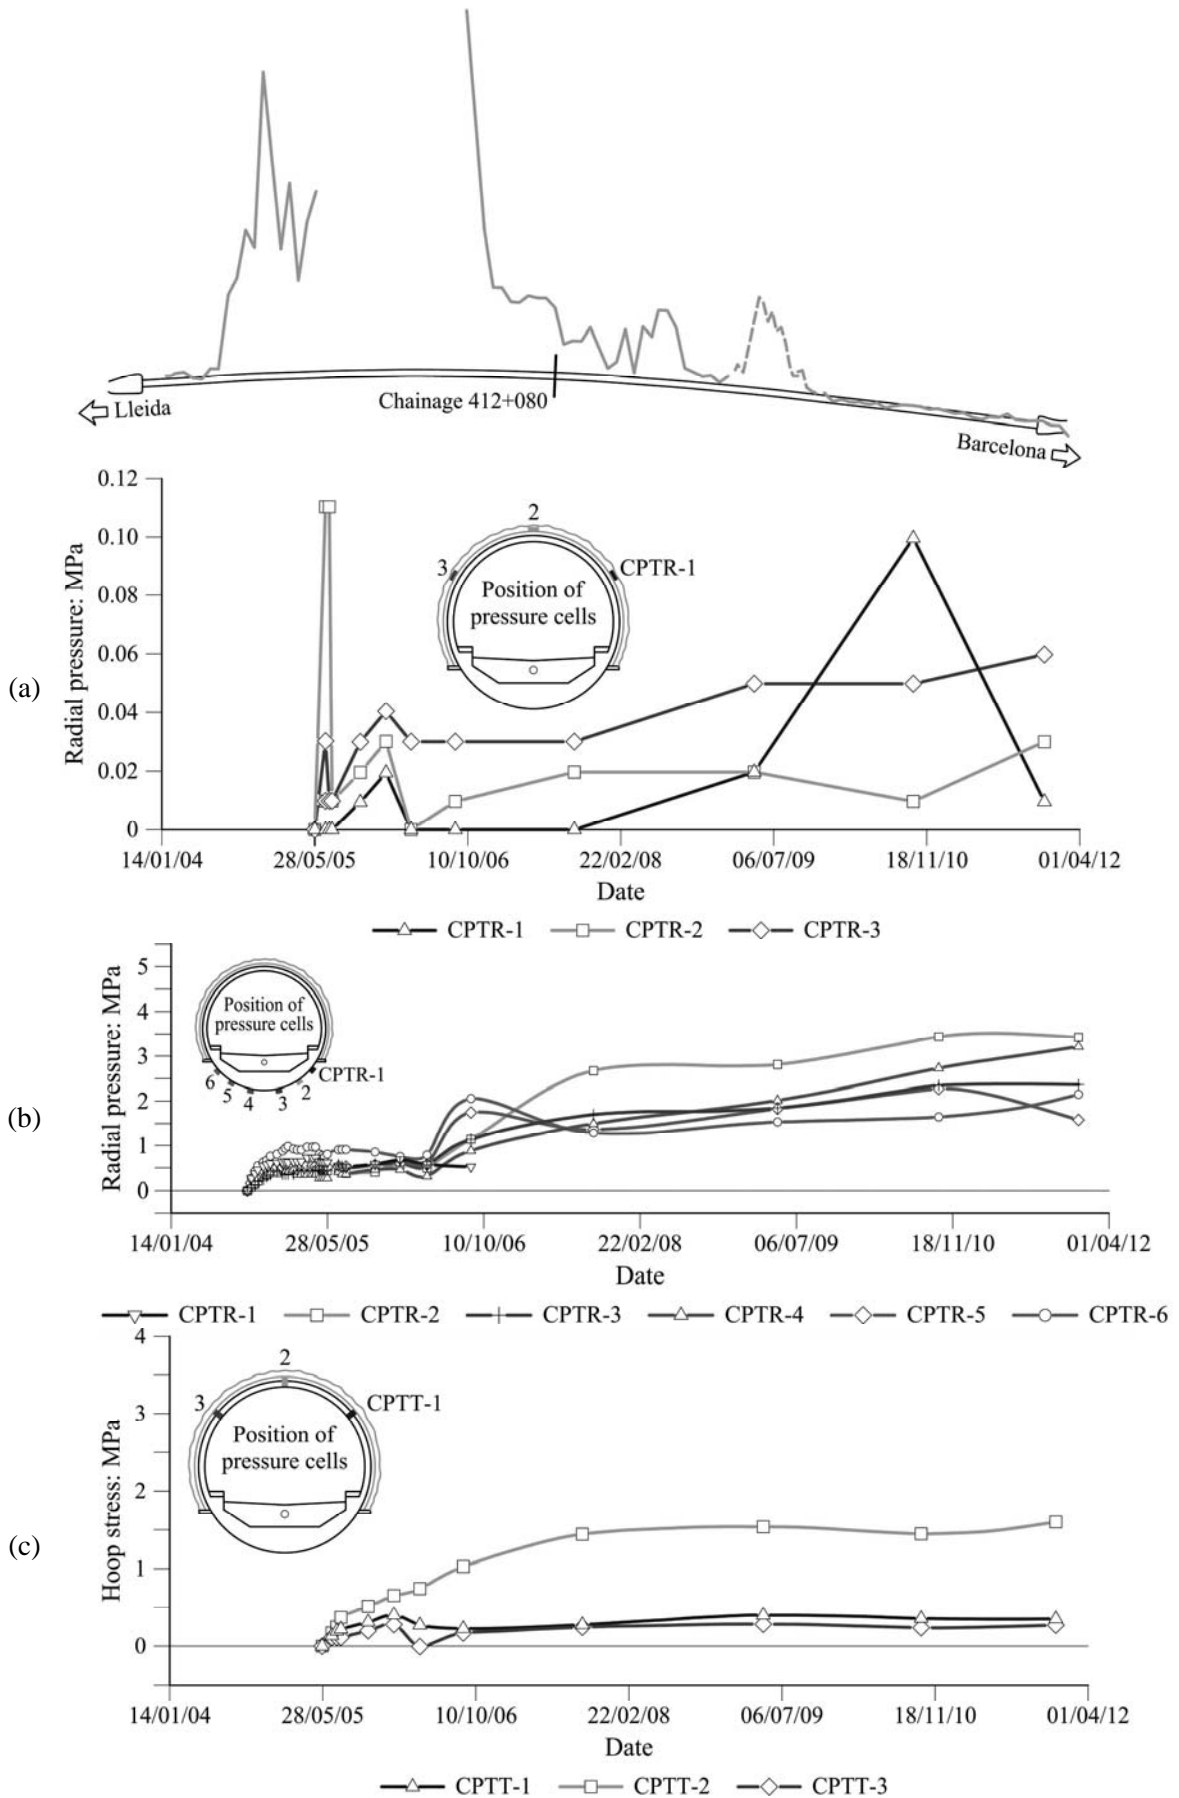 Lleida
Chainage 412+080
Barcelona
(a)
Radial pressure: MPa
0.12
0.10
0.08
0.06
0.04
0.02
0
2
3
CPTR-1
Position of
pressure cells
14/01/04 28/05/05 10/10/06 22/02/08 06/07/09 18/11/10 01/04/12
Date
CPTR-1 CPTR-2 CPTR-3
(b)
Radial pressure: MPa
5
4
3
2
1
0
Position of
pressure cells
CPTR-1
6 5 4 3 2
14/01/04 28/05/05 10/10/06 22/02/08 06/07/09 18/11/10 01/04/12
Date
CPTR-1 CPTR-2 CPTR-3 CPTR-4 CPTR-5 CPTR-6
(c)
Hoop stress: MPa
4
3
2
1
0
2
3
CPTT-1
Position of
pressure cells
14/01/04 28/05/05 10/10/06 22/02/08 06/07/09 18/11/10 01/04/12
Date
CPTT-1 CPTT-2 CPTT-3